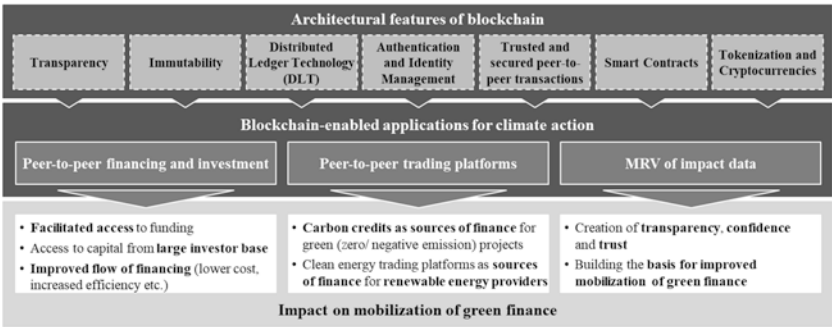 Architectural features of blockchain
Transparency
Immutability
Distributed
Ledger Technology
(DLT)
Authentication
and Identity
Management
Trusted and
secured peer-to-
peer transactions
Smart Contracts
Tokenization and
Cryptocurrencies
Blockchain-enabled applications for climate action
Peer-to-peer financing and investment
Peer-to-peer trading platforms
MRV of impact data
• Facilitated access to funding
• Access to capital from large investor base
• Improved flow of financing (lower cost,
increased efficiency etc.)
• Carbon credits as sources of finance for
green (zero/ negative emission) projects
• Clean energy trading platforms as sources
of finance for renewable energy providers
• Creation of transparency, confidence
and trust
• Building the basis for improved
mobilization of green finance
Impact on mobilization of green finance